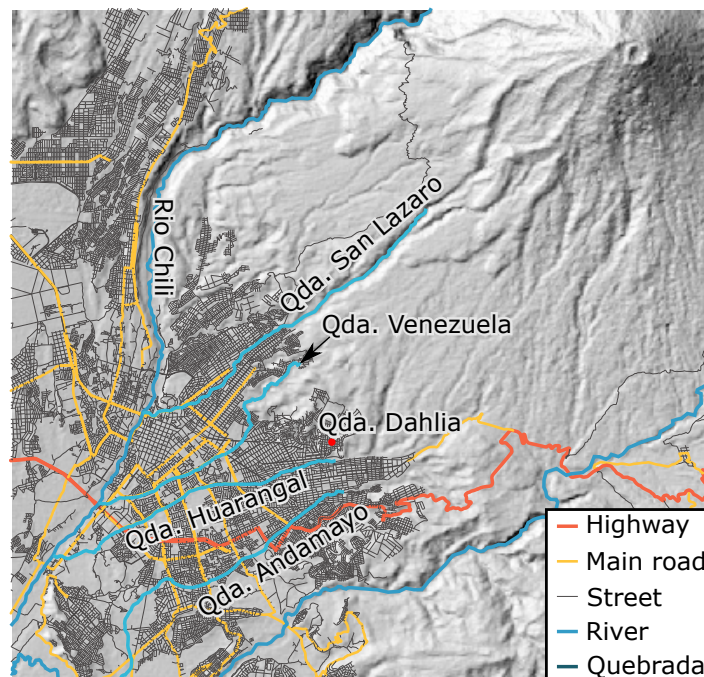 Rio Chili
Qda. San Lazaro
Qda. Venezuela
Qda. Dahlia
Qda. Huarangal
Qda. Andamayo
Highway
Main road
Street
River
Quebrada